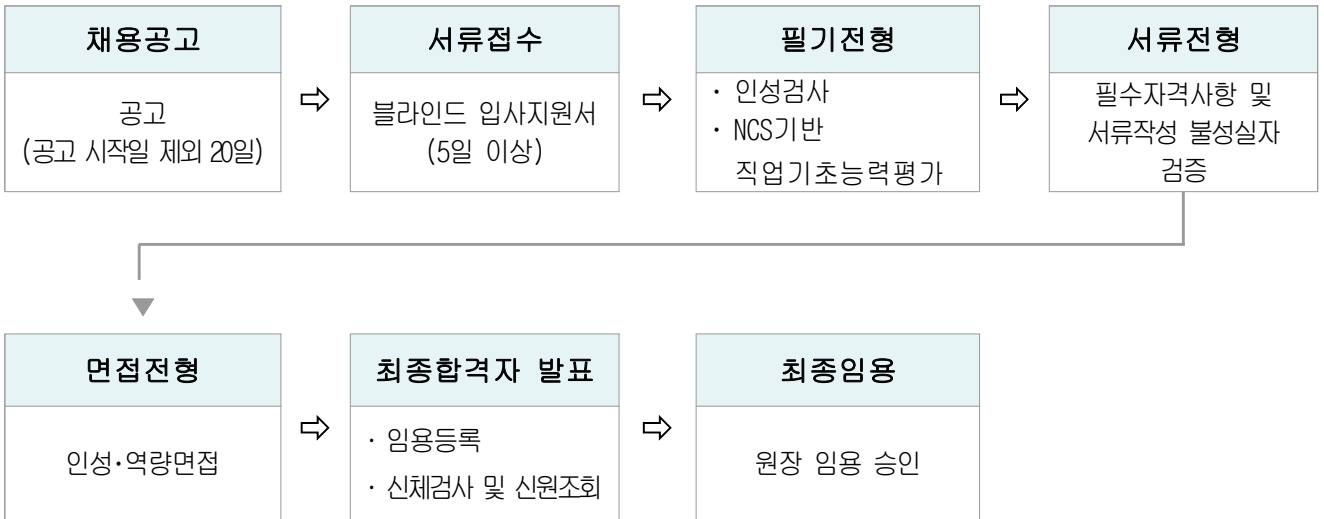 채용공고
공고
(공고 시작일 제외 20일)
⇨
서류접수
블라인드 입사지원서
(5일 이상)
⇨
필기전형
· 인성검사
· NCS기반
직업기초능력평가
⇨
서류전형
필수자격사항 및
서류작성 불성실자
검증
면접전형
인성·역량면접
⇨
최종합격자 발표
· 임용등록
· 신체검사 및 신원조회
⇨
최종임용
원장 임용 승인